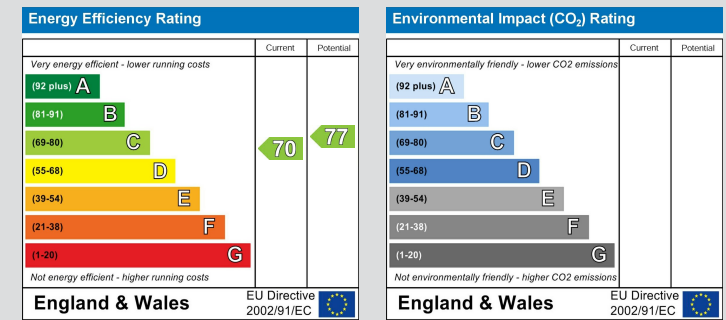 Energy Efficiency Rating
Current Potential
Very energy efficient - lower running costs
(92 plus) A
(81-91) B
(69-80) C
(55-68) D
(39-54) E
(21-38) F
(1-20) G
70
77
Not energy efficient - higher running costs
England & Wales
EU Directive
2002/91/EC
Environmental Impact (CO₂) Rating
Current Potential
Very environmentally friendly - lower CO2 emissions
(92 plus) A
(81-91) B
(69-80) C
(55-68) D
(39-54) E
(21-38) F
(1-20) G
Not environmentally friendly - higher CO2 emissions
England & Wales
EU Directive
2002/91/EC